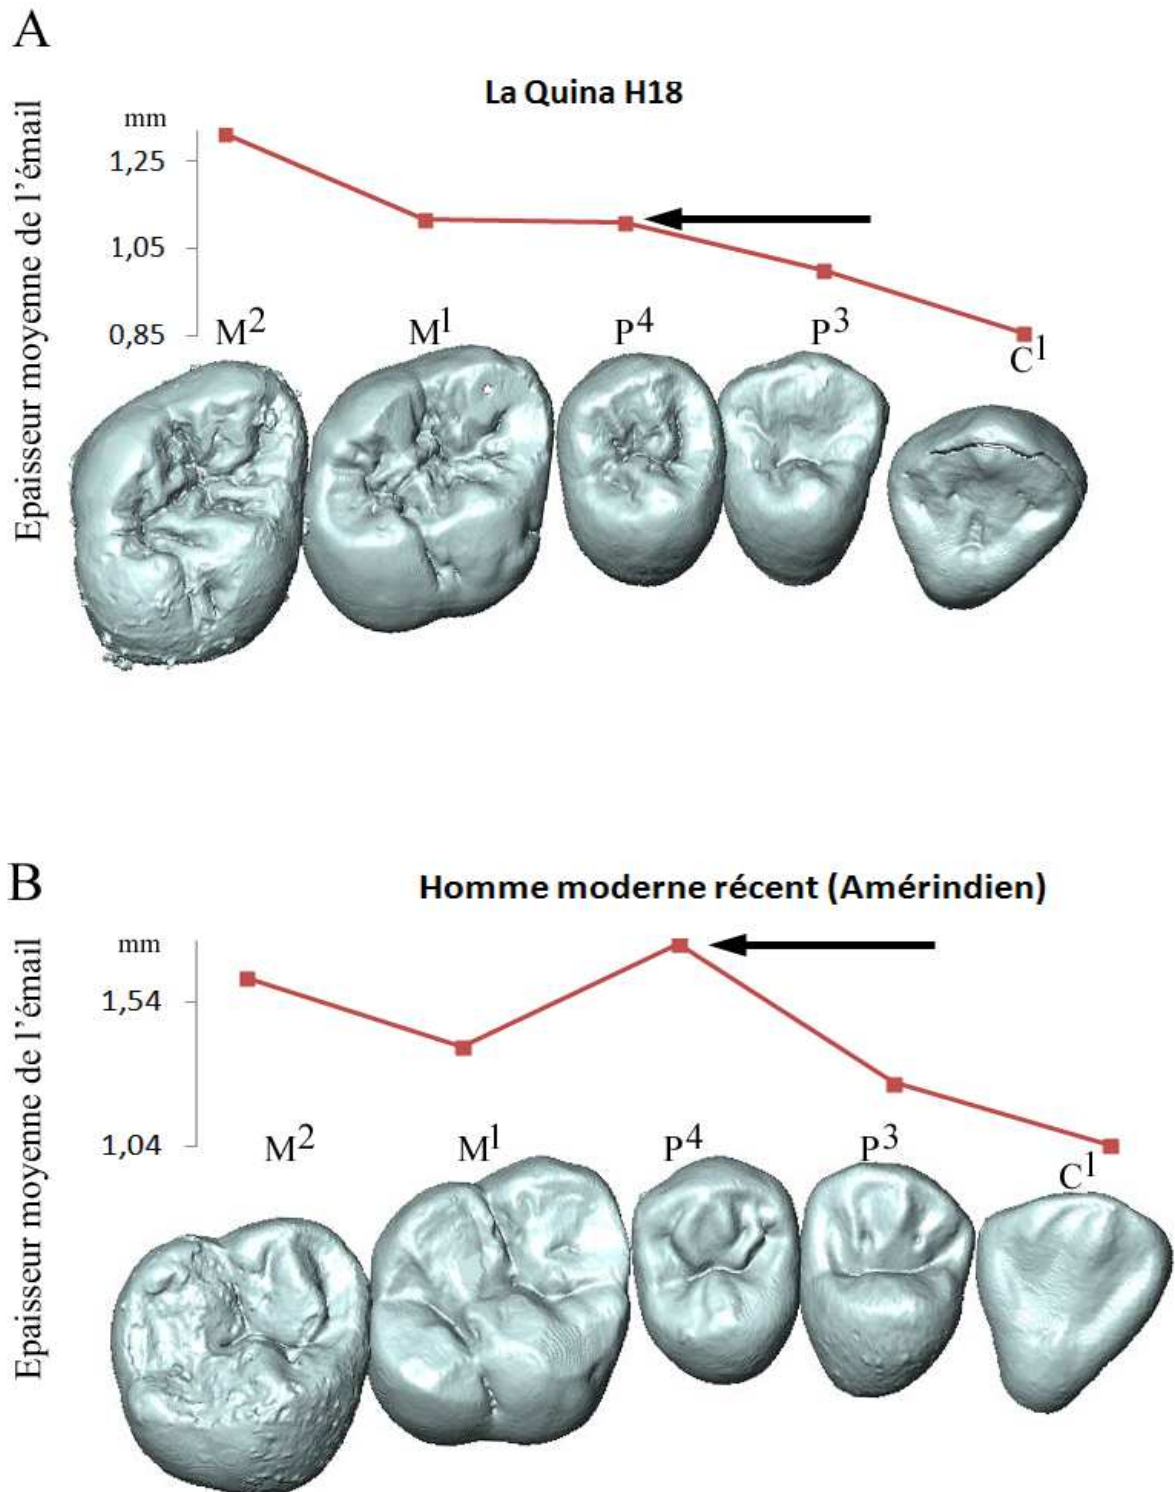 A
La Quina H18
Epaisseur moyenne de l'émail
mm
1,25
1,05
0,85
M2
M1
P4
P3
C1
B
Homme moderne récent (Amérindien)
Epaisseur moyenne de l'émail
mm
1,54
1,04
M2
M1
P4
P3
C1